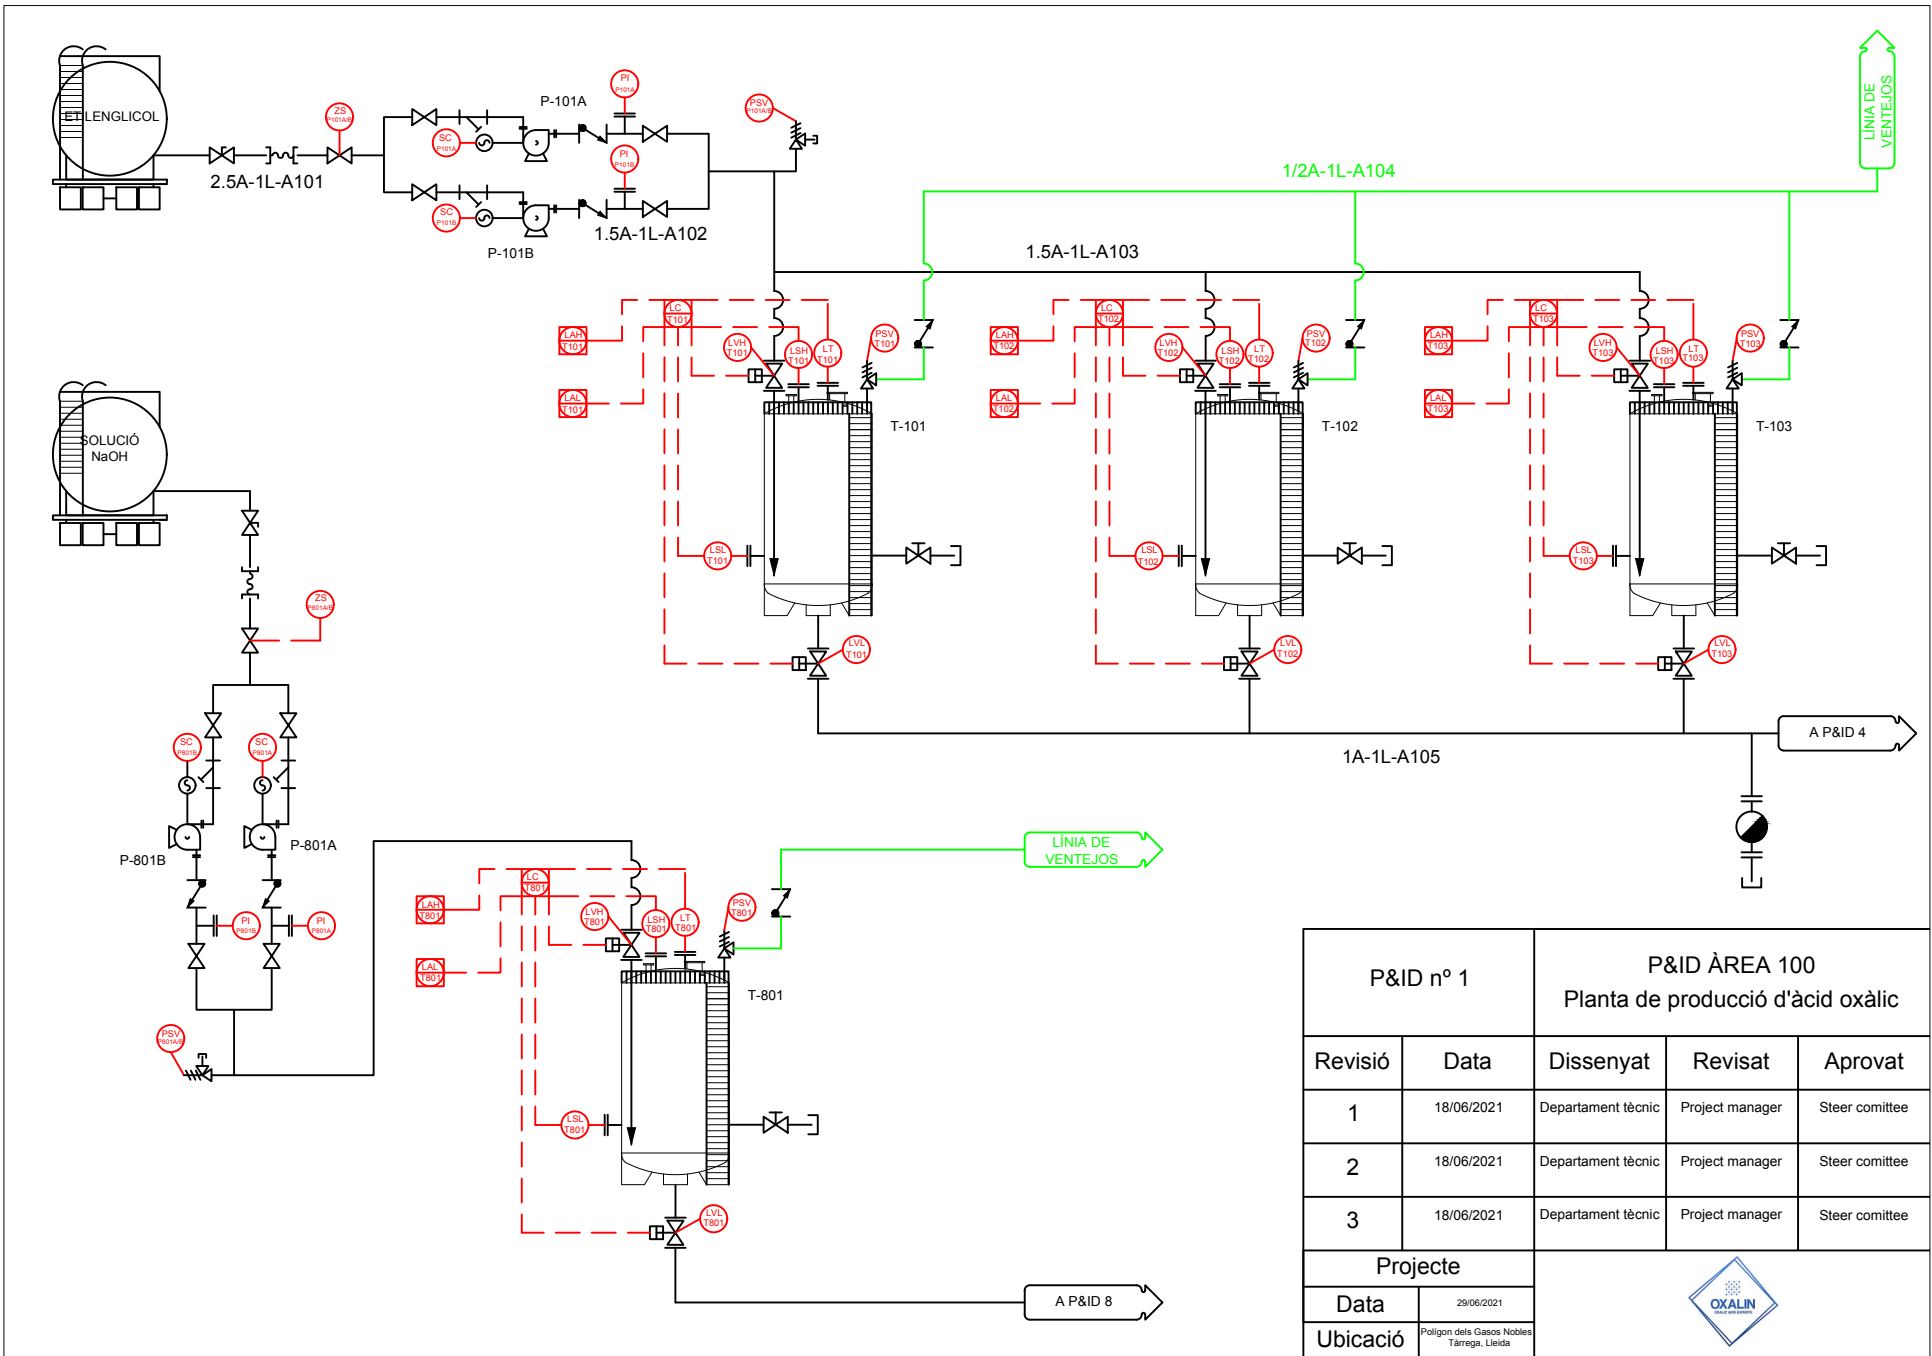 ETILENGLICOL
2.5A-1L-A101
ZS
P101A/B
SC
P101A
P-101A
PI
P101A
SC
P101B
P-101B
PI
P101B
1.5A-1L-A102
PSV
P101A/B
1/2A-1L-A104
LÍNIA DE
VENTEJOS
1.5A-1L-A103
LAH
T101
LAL
T101
LC
T101
LVH
T101
LSH
T101
LT
T101
PSV
T101
T-101
LSL
T101
LVL
T101
LAH
T102
LAL
T102
LC
T102
LVH
T102
LSH
T102
LT
T102
PSV
T102
T-102
LSL
T102
LVL
T102
LAH
T103
LAL
T103
LC
T103
LVH
T103
LSH
T103
LT
T103
PSV
T103
T-103
LSL
T103
LVL
T103
A P&ID 4
1A-1L-A105
SOLUCIÓ
NaOH
ZS
P801A/B
SC
P801B
SC
P801A
P-801B
P-801A
PI
P801B
PI
P801A
PSV
P801A/B
LAH
T801
LAL
T801
LC
T801
LVH
T801
LSH
T801
LT
T801
PSV
T801
LÍNIA DE
VENTEJOS
T-801
LSL
T801
LVL
T801
A P&ID 8
P&ID nº 1
P&ID ÀREA 100
Planta de producció d'àcid oxàlic
Revisió Data Dissenyat Revisat Aprovat
1 18/06/2021 Departament tècnic Project manager Steer comittee
2 18/06/2021 Departament tècnic Project manager Steer comittee
3 18/06/2021 Departament tècnic Project manager Steer comittee
Projecte
Data 29/06/2021
Ubicació Polígon dels Gasos Nobles
Tàrrega, Lleida
OXALIN